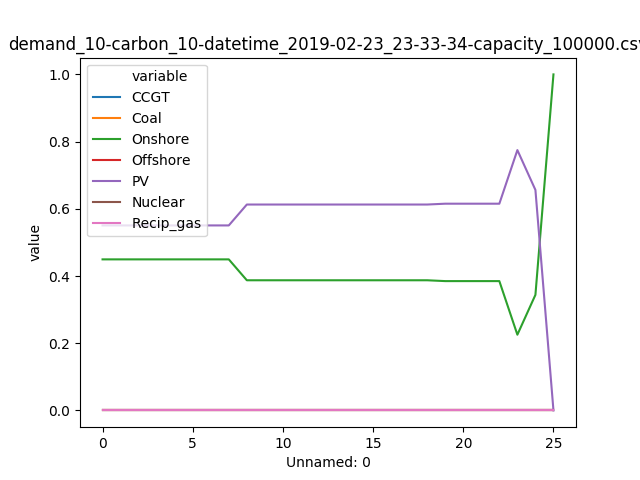 demand_10-carbon_10-datetime_2019-02-23_23-33-34-capacity_100000.csv
variable
CCGT
Coal
Onshore
Offshore
PV
Nuclear
Recip_gas
value
1.0
0.8
0.6
0.4
0.2
0.0
0 5 10 15 20 25
Unnamed: 0